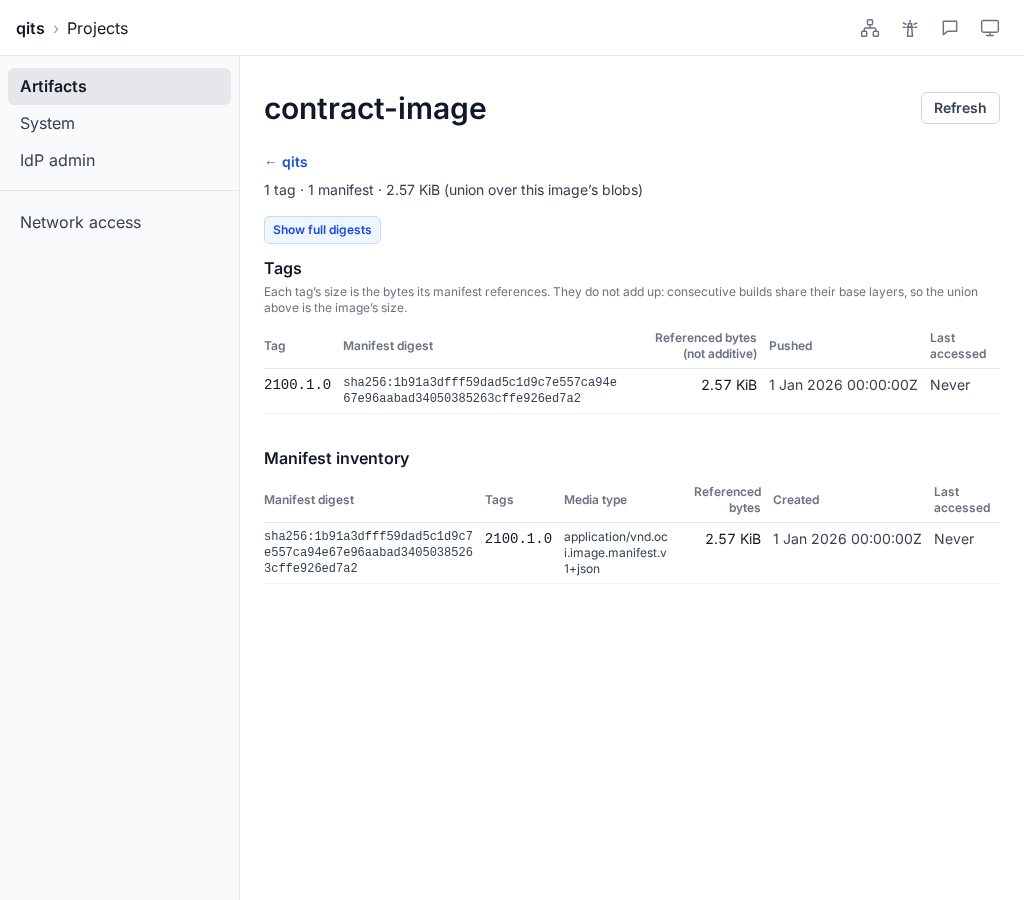 qits › Projects
Artifacts
System
IdP admin
Network access
contract-image
Refresh
← qits
1 tag · 1 manifest · 2.57 KiB (union over this image’s blobs)
Show full digests
Tags
Each tag’s size is the bytes its manifest references. They do not add up: consecutive builds share their base layers, so the union
above is the image’s size.
Tag Manifest digest Referenced bytes (not additive) Pushed Last accessed
2100.1.0 sha256:1b91a3dfff59dad5c1d9c7e557ca94e 2.57 KiB 1 Jan 2026 00:00:00Z Never
67e96aabad34050385263cffe926ed7a2
Manifest inventory
Manifest digest Tags Media type Referenced bytes Created Last accessed
sha256:1b91a3dfff59dad5c1d9c7 2100.1.0 application/vnd.oc 2.57 KiB 1 Jan 2026 00:00:00Z Never
e557ca94e67e96aabad3405038526 i.image.manifest.v
3cffe926ed7a2 1+json